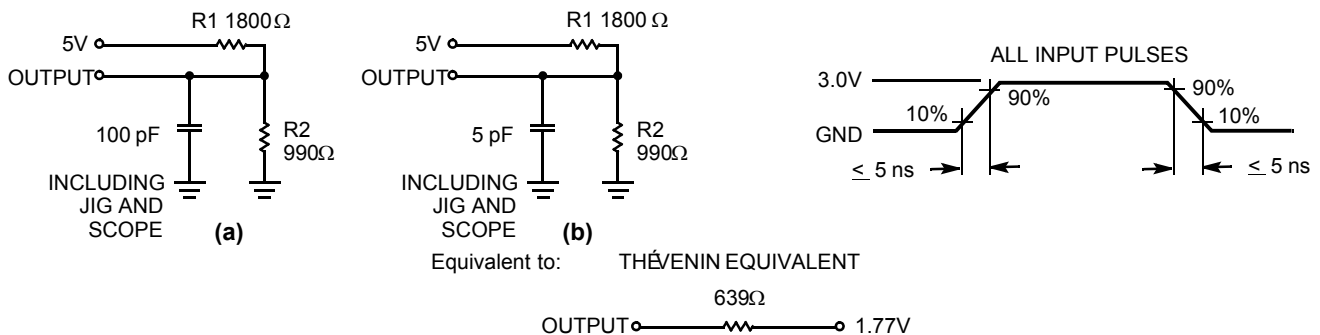 R1 1800Ω
5V
OUTPUT
100 pF
R2
990Ω
INCLUDING
JIG AND
SCOPE
(a)
R1 1800 Ω
5V
OUTPUT
5 pF
R2
990Ω
INCLUDING
JIG AND
SCOPE
(b)
ALL INPUT PULSES
3.0V
90%
90%
10%
10%
GND
≤ 5 ns
≤ 5 ns
Equivalent to: THÉVENIN EQUIVALENT
639Ω
OUTPUT
1.77V